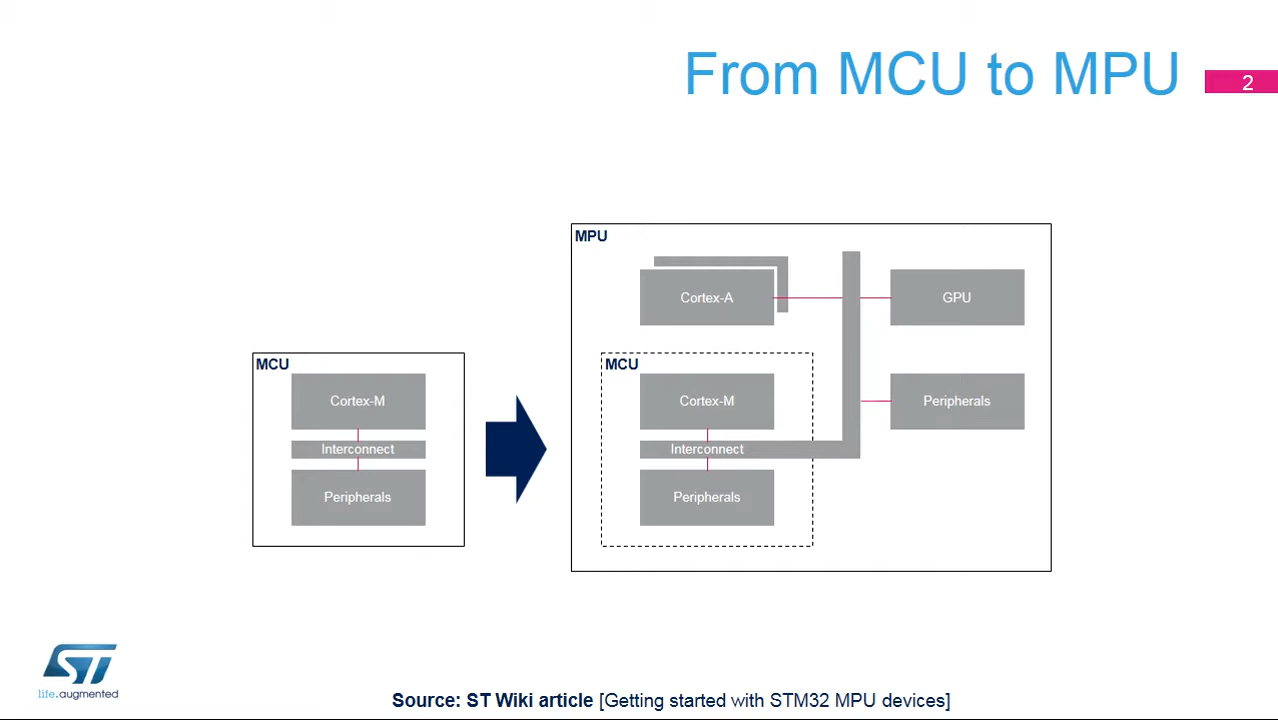 From MCU to MPU
2
MPU
Cortex-A
GPU
MCU
Cortex-M
Interconnect
Peripherals
MCU
Cortex-M
Interconnect
Peripherals
Peripherals
ST
life.augmented
Source: ST Wiki article [Getting started with STM32 MPU devices]